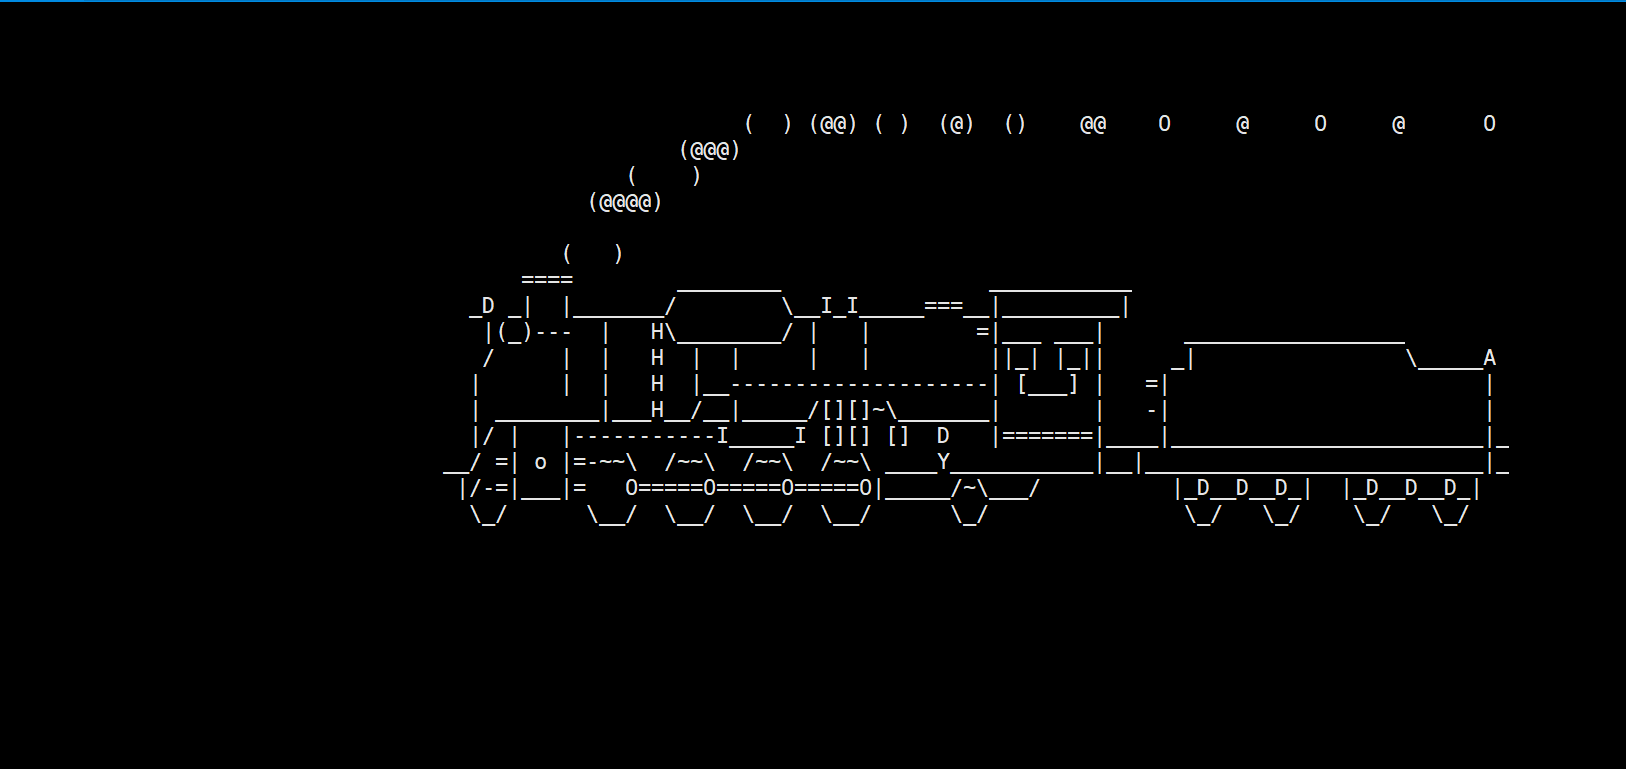 (  ) (@@) ( )  (@)  ()    @@    O     @     O     @      O
(@@@)
(    )
(@@@@)
(   )
====        ________                ___________
_D _|  |_______/        \__I_I_____===__|_________|
|(_)---  |   H\________/ |   |        =|___ ___|      _________________
/     |  |   H  |  |     |   |         ||_| |_||     _|                \_____A
|      |  |   H  |__--------------------| [___] |   =|                        |
| ________|___H__/__|_____/[][]~\_______|       |   -|                        |
|/ |   |-----------I_____I [][] []  D   |=======|____|________________________|_
__/ =| o |=-~~\  /~~\  /~~\  /~~\ ____Y___________|__|__________________________|_
|/-=|___|=   O=====O=====O=====O|_____/~\___/          |_D__D__D_|  |_D__D__D_|
\_/      \__/  \__/  \__/  \__/      \_/               \_/   \_/    \_/   \_/